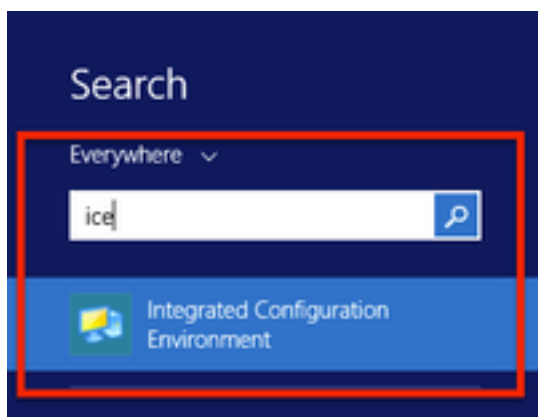 Search
Everywhere
ice
Integrated Configuration
Environment